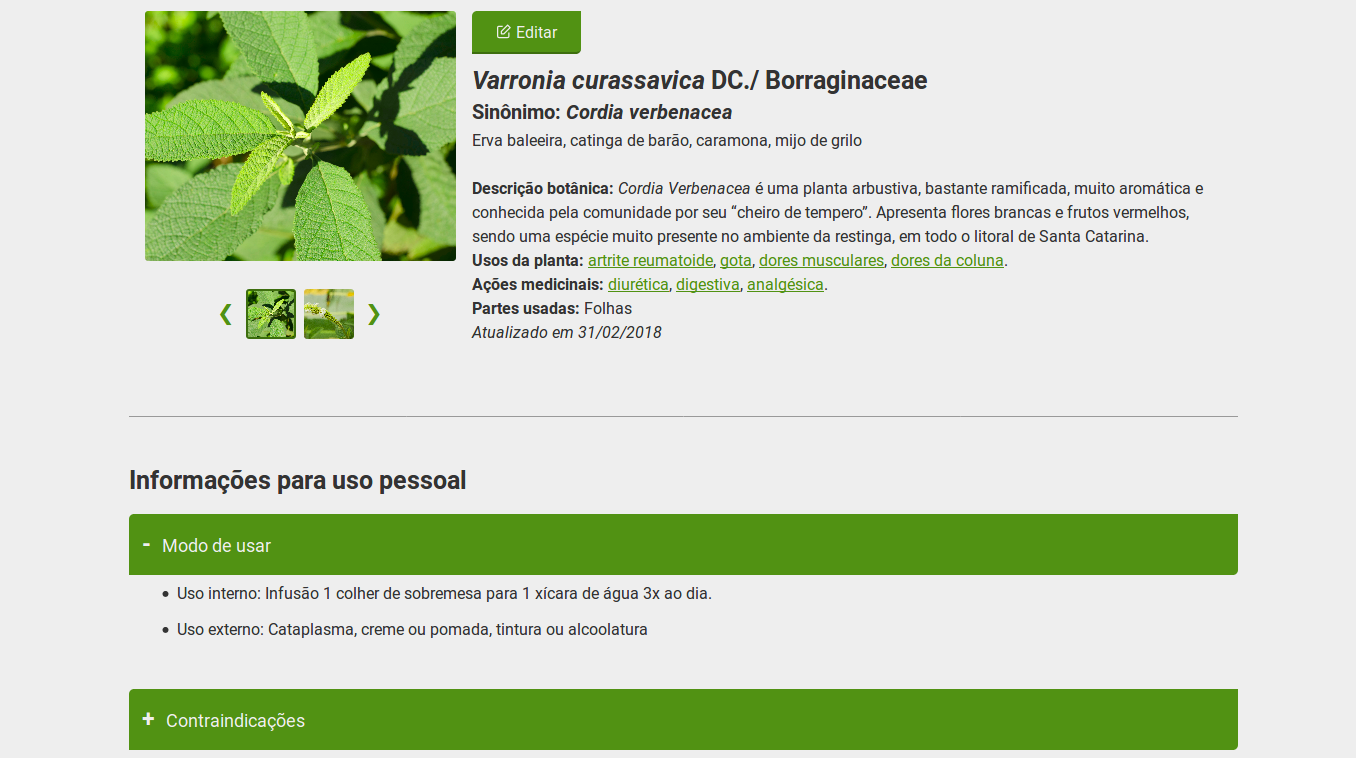 Editar
Varronia curassavica DC./ Borraginaceae
Sinônimo: Cordia verbenacea
Erva baleeira, catinga de barão, caramona, mijo de grilo
Descrição botânica: Cordia Verbenacea é uma planta arbustiva, bastante ramificada, muito aromática e
conhecida pela comunidade por seu “cheiro de tempero”. Apresenta flores brancas e frutos vermelhos,
sendo uma espécie muito presente no ambiente da restinga, em todo o litoral de Santa Catarina.
Usos da planta: artrite reumatoide, gota, dores musculares, dores da coluna.
Ações medicinais: diurética, digestiva, analgésica.
Partes usadas: Folhas
Atualizado em 31/02/2018
Informações para uso pessoal
- Modo de usar
• Uso interno: Infusão 1 colher de sobremesa para 1 xícara de água 3x ao dia.
• Uso externo: Cataplasma, creme ou pomada, tintura ou alcoolatura
+ Contraindicações